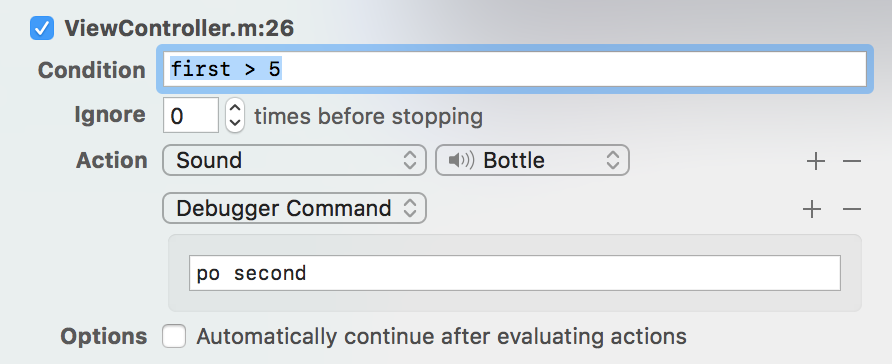 ViewController.m:26
Condition first > 5
Ignore 0 times before stopping
Action Sound Bottle
Debugger Command
po second
Options Automatically continue after evaluating actions